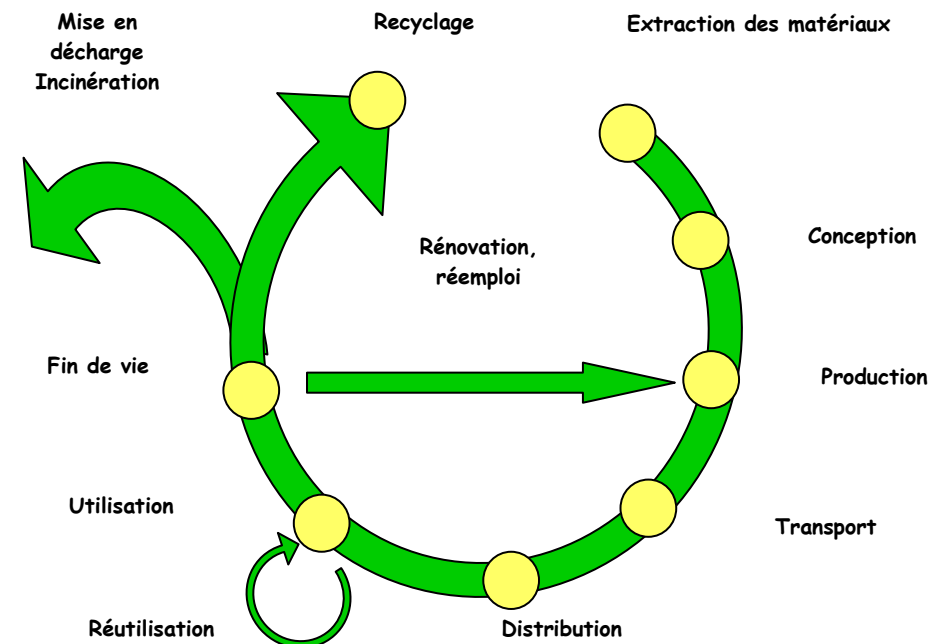 Mise en
décharge
Incinération
Recyclage
Extraction des matériaux
Conception
Rénovation,
réemploi
Fin de vie
Production
Utilisation
Transport
Réutilisation
Distribution